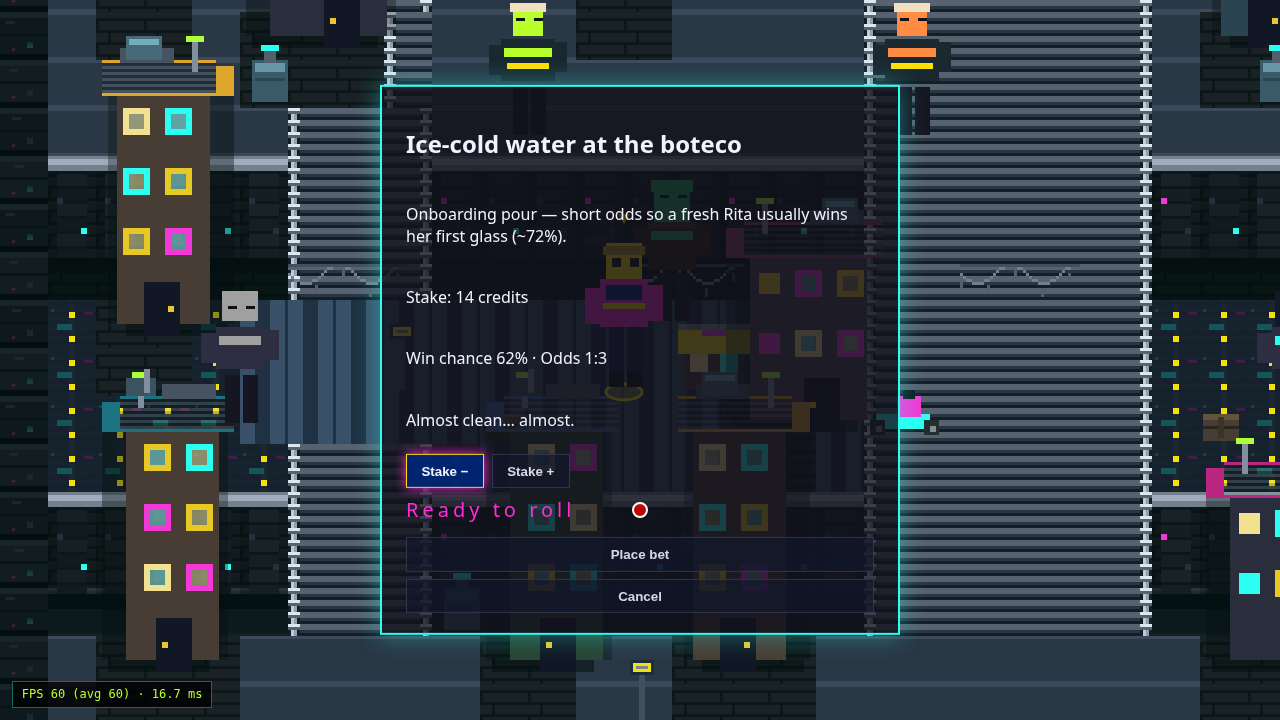 Ice-cold water at the boteco
Onboarding pour — short odds so a fresh Rita usually wins
her first glass (~72%).
Stake: 14 credits
Win chance 62% · Odds 1:3
Almost clean... almost.
Stake –
Stake +
Ready to roll
Place bet
Cancel
FPS 60 (avg 60) · 16.7 ms